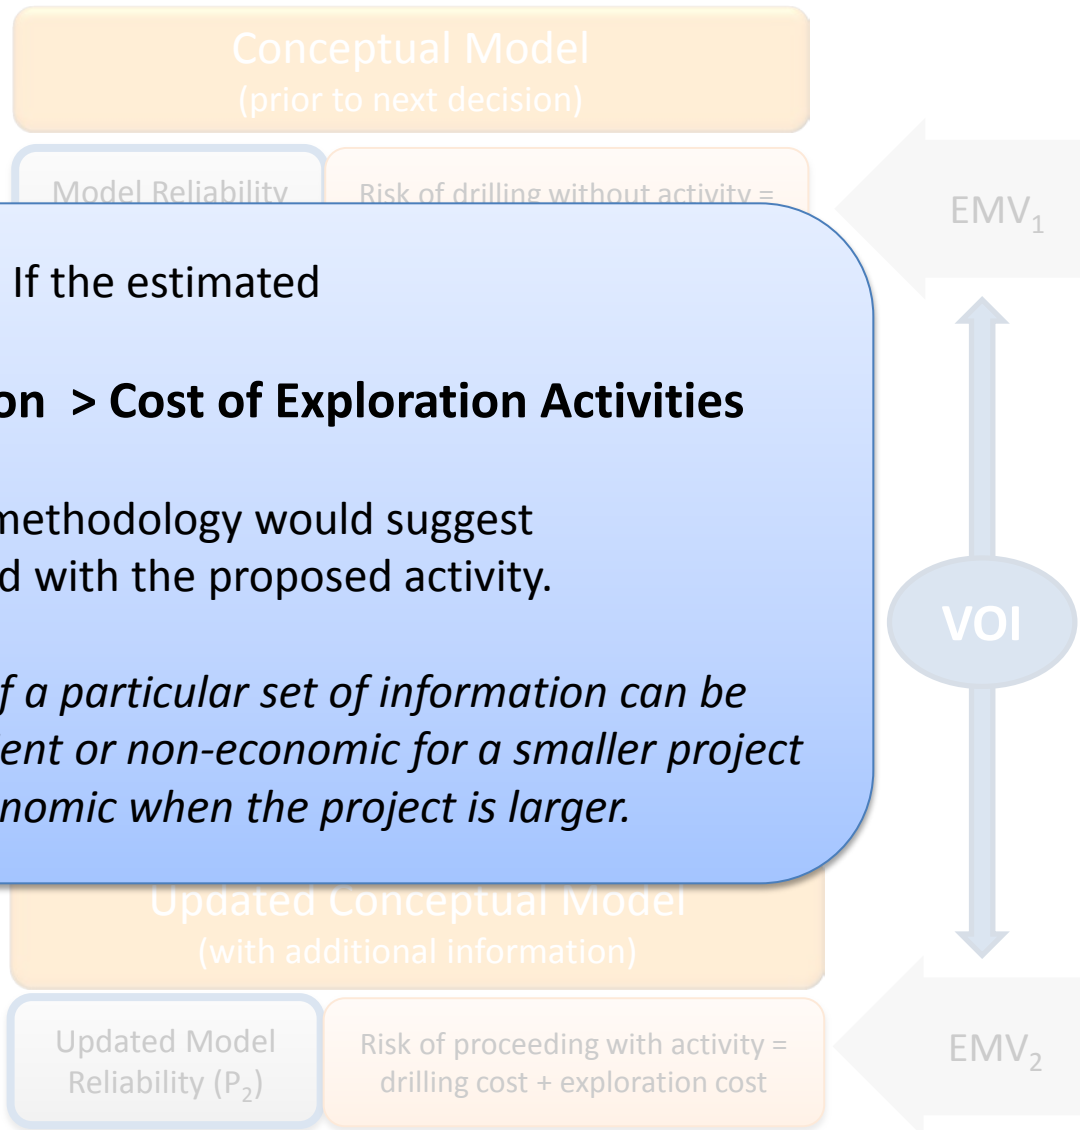 Conceptual Model
(prior to next decision)
Model Reliability
Risk of drilling without activity =
EMV1
If the estimated
on > Cost of Exploration Activities
methodology would suggest
d with the proposed activity.
f a particular set of information can be
ent or non-economic for a smaller project
nomic when the project is larger.
VOI
Updated Conceptual Model
(with additional information)
Updated Model
Reliability (P2)
Risk of proceeding with activity =
drilling cost + exploration cost
EMV2